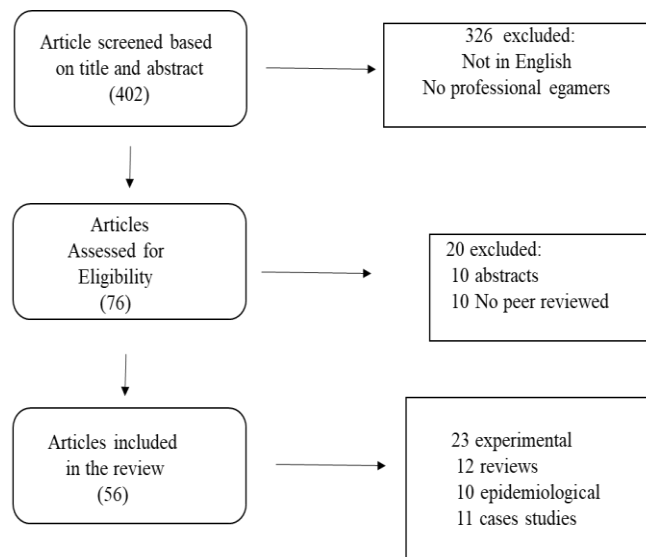 Article screened based
on title and abstract
(402)
326 excluded:
Not in English
No professional egamers
Articles
Assessed for
Eligibility
(76)
20 excluded:
10 abstracts
10 No peer reviewed
Articles included
in the review
(56)
23 experimental
12 reviews
10 epidemiological
11 cases studies